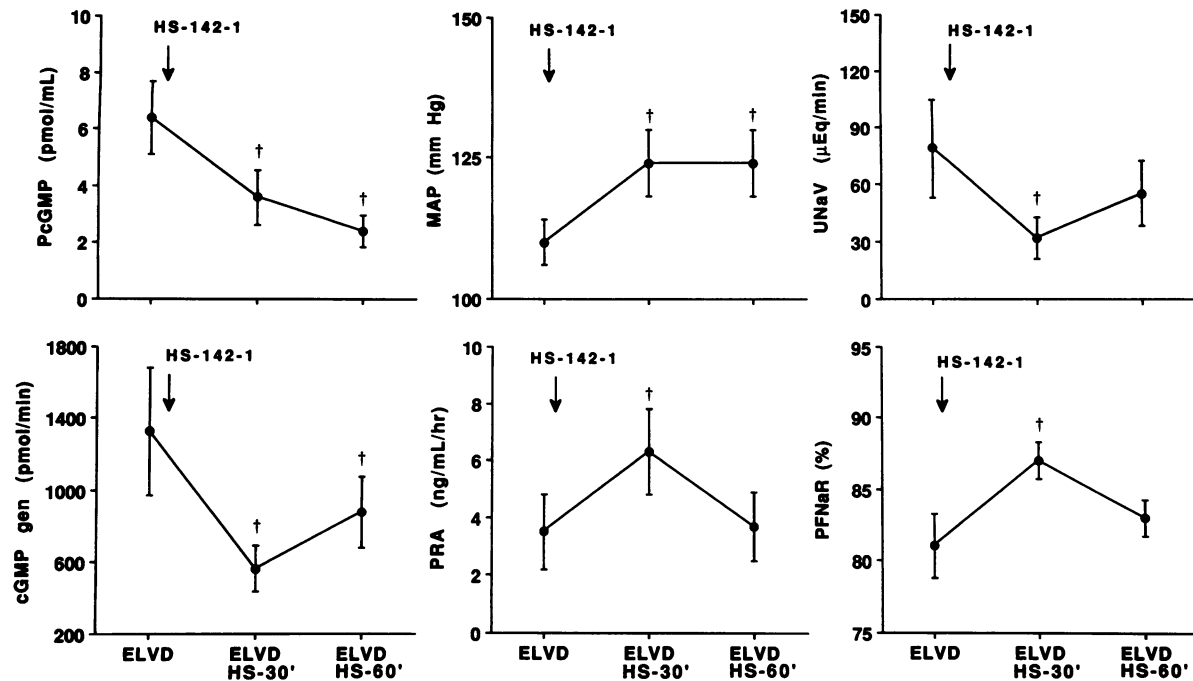 PcGMP (pmol/mL)
10
8
6
4
2
0
HS-142-1
†
†
MAP (mm Hg)
150
125
100
HS-142-1
†
†
UNaV (µEq/min)
150
120
90
60
30
0
HS-142-1
†
cGMP gen (pmol/min)
1800
1400
1000
600
200
HS-142-1
†
†
ELVD
ELVD
HS-30'
ELVD
HS-60'
PRA (ng/mL/hr)
10
8
6
4
2
0
HS-142-1
†
ELVD
ELVD
HS-30'
ELVD
HS-60'
PFNaR (%)
95
90
85
80
75
HS-142-1
†
ELVD
ELVD
HS-30'
ELVD
HS-60'